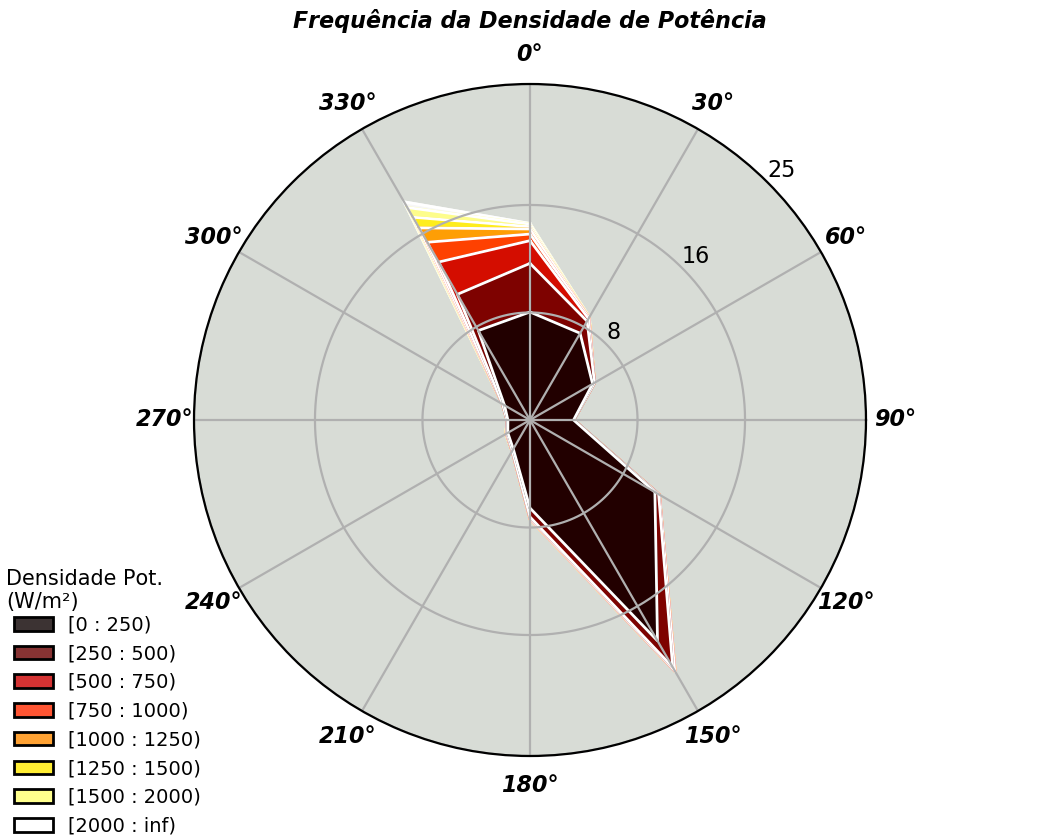 Frequência da Densidade de Potência
0°
330°
30°
25
300°
60°
16
8
270°
90°
Densidade Pot.
(W/m²)
240°
120°
[0 : 250)
[250 : 500)
[500 : 750)
[750 : 1000)
[1000 : 1250)
[1250 : 1500)
[1500 : 2000)
[2000 : inf)
210°
150°
180°